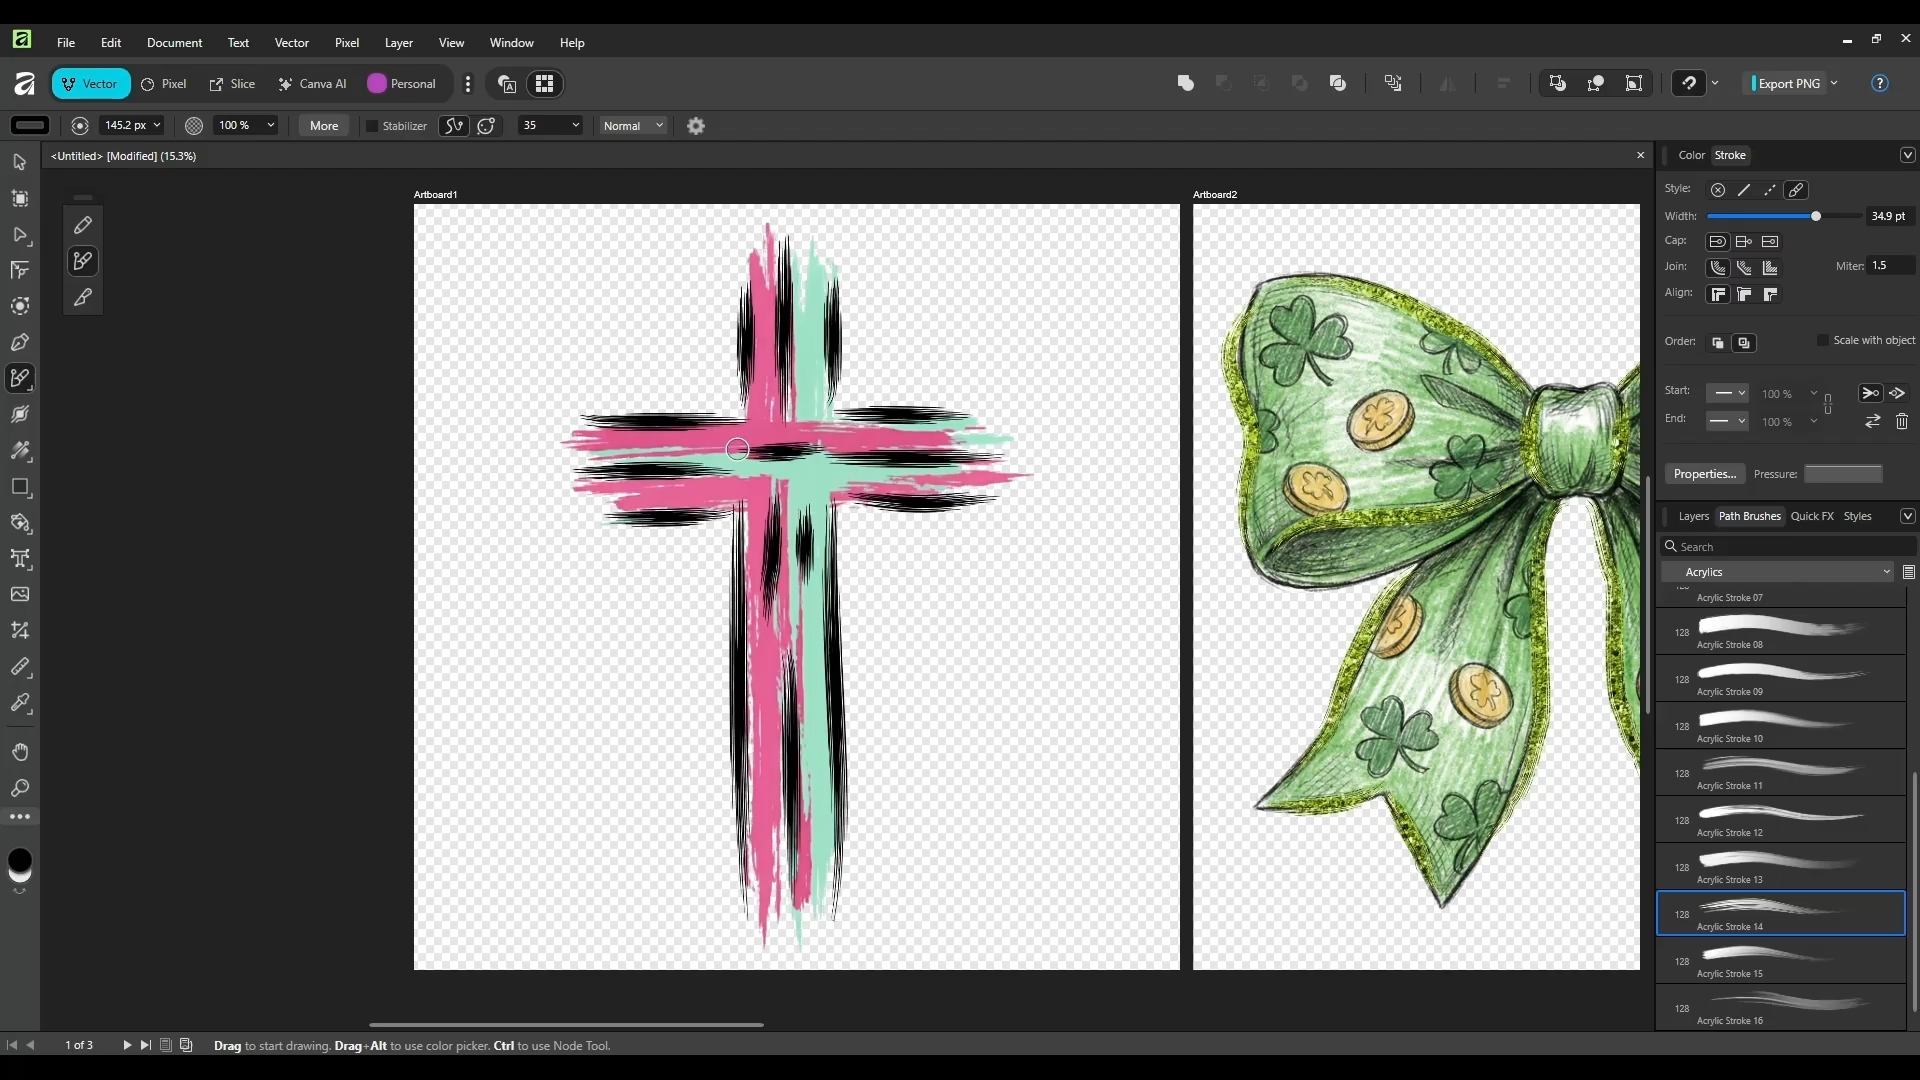 File Edit Document Text Vector Pixel Layer View Window Help
Vector Pixel Slice Canva AI Personal Export PNG
145.2 px 100 % More Stabilizer 35 Normal
<Untitled> [Modified] (15.3%)
Color Stroke
Artboard1 Artboard2
Style:
Width: 34.9 pt
Cap:
Join: Miter: 1.5
Align:
Order: Scale with object
Start: 100 %
End: 100 %
Properties... Pressure:
Layers Path Brushes Quick FX Styles
Search
Acrylics
Acrylic Stroke 07
128
Acrylic Stroke 08
128
Acrylic Stroke 09
128
Acrylic Stroke 10
128
Acrylic Stroke 11
128
Acrylic Stroke 12
128
Acrylic Stroke 13
128
Acrylic Stroke 14
128
Acrylic Stroke 15
128
Acrylic Stroke 16
1 of 3 Drag to start drawing. Drag+Alt to use color picker. Ctrl to use Node Tool.